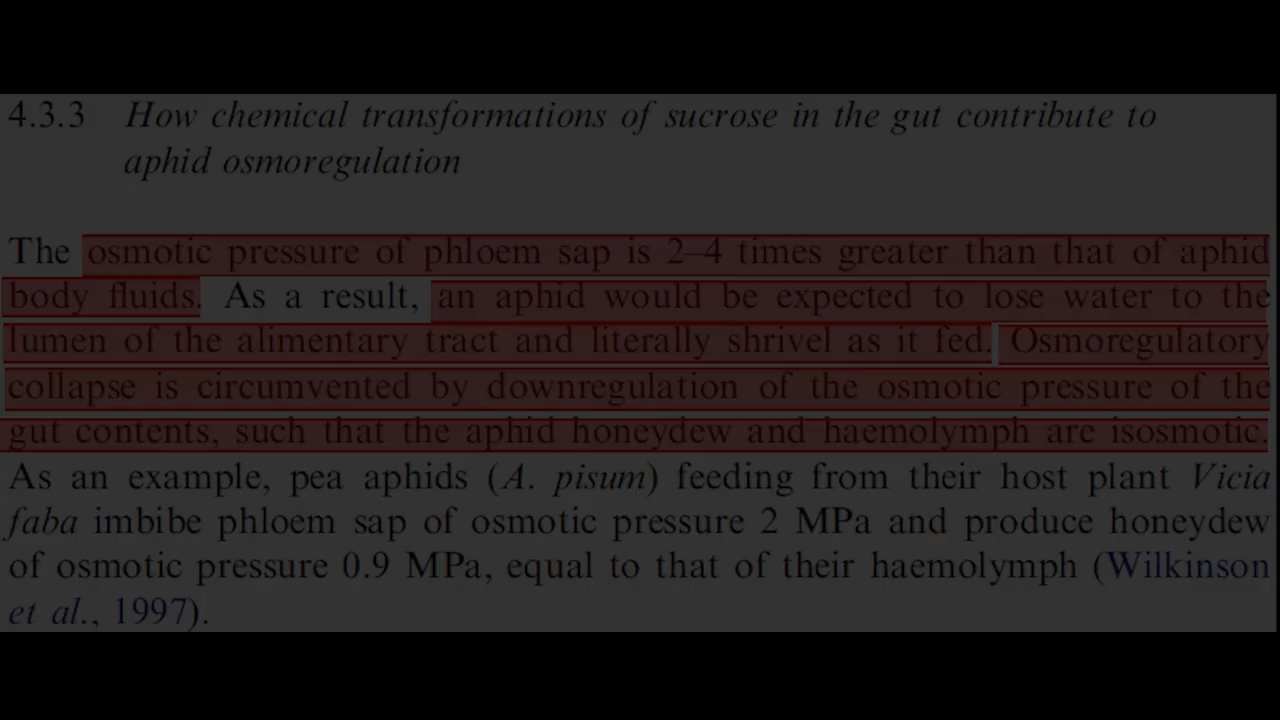 4.3.3 How chemical transformations of sucrose in the gut contribute to
aphid osmoregulation
The osmotic pressure of phloem sap is 2–4 times greater than that of aphid
body fluids. As a result, an aphid would be expected to lose water to the
lumen of the alimentary tract and literally shrivel as it fed. Osmoregulatory
collapse is circumvented by downregulation of the osmotic pressure of the
gut contents, such that the aphid honeydew and haemolymph are isosmotic.
As an example, pea aphids (A. pisum) feeding from their host plant Vicia
faba imbibe phloem sap of osmotic pressure 2 MPa and produce honeydew
of osmotic pressure 0.9 MPa, equal to that of their haemolymph (Wilkinson
et al., 1997).